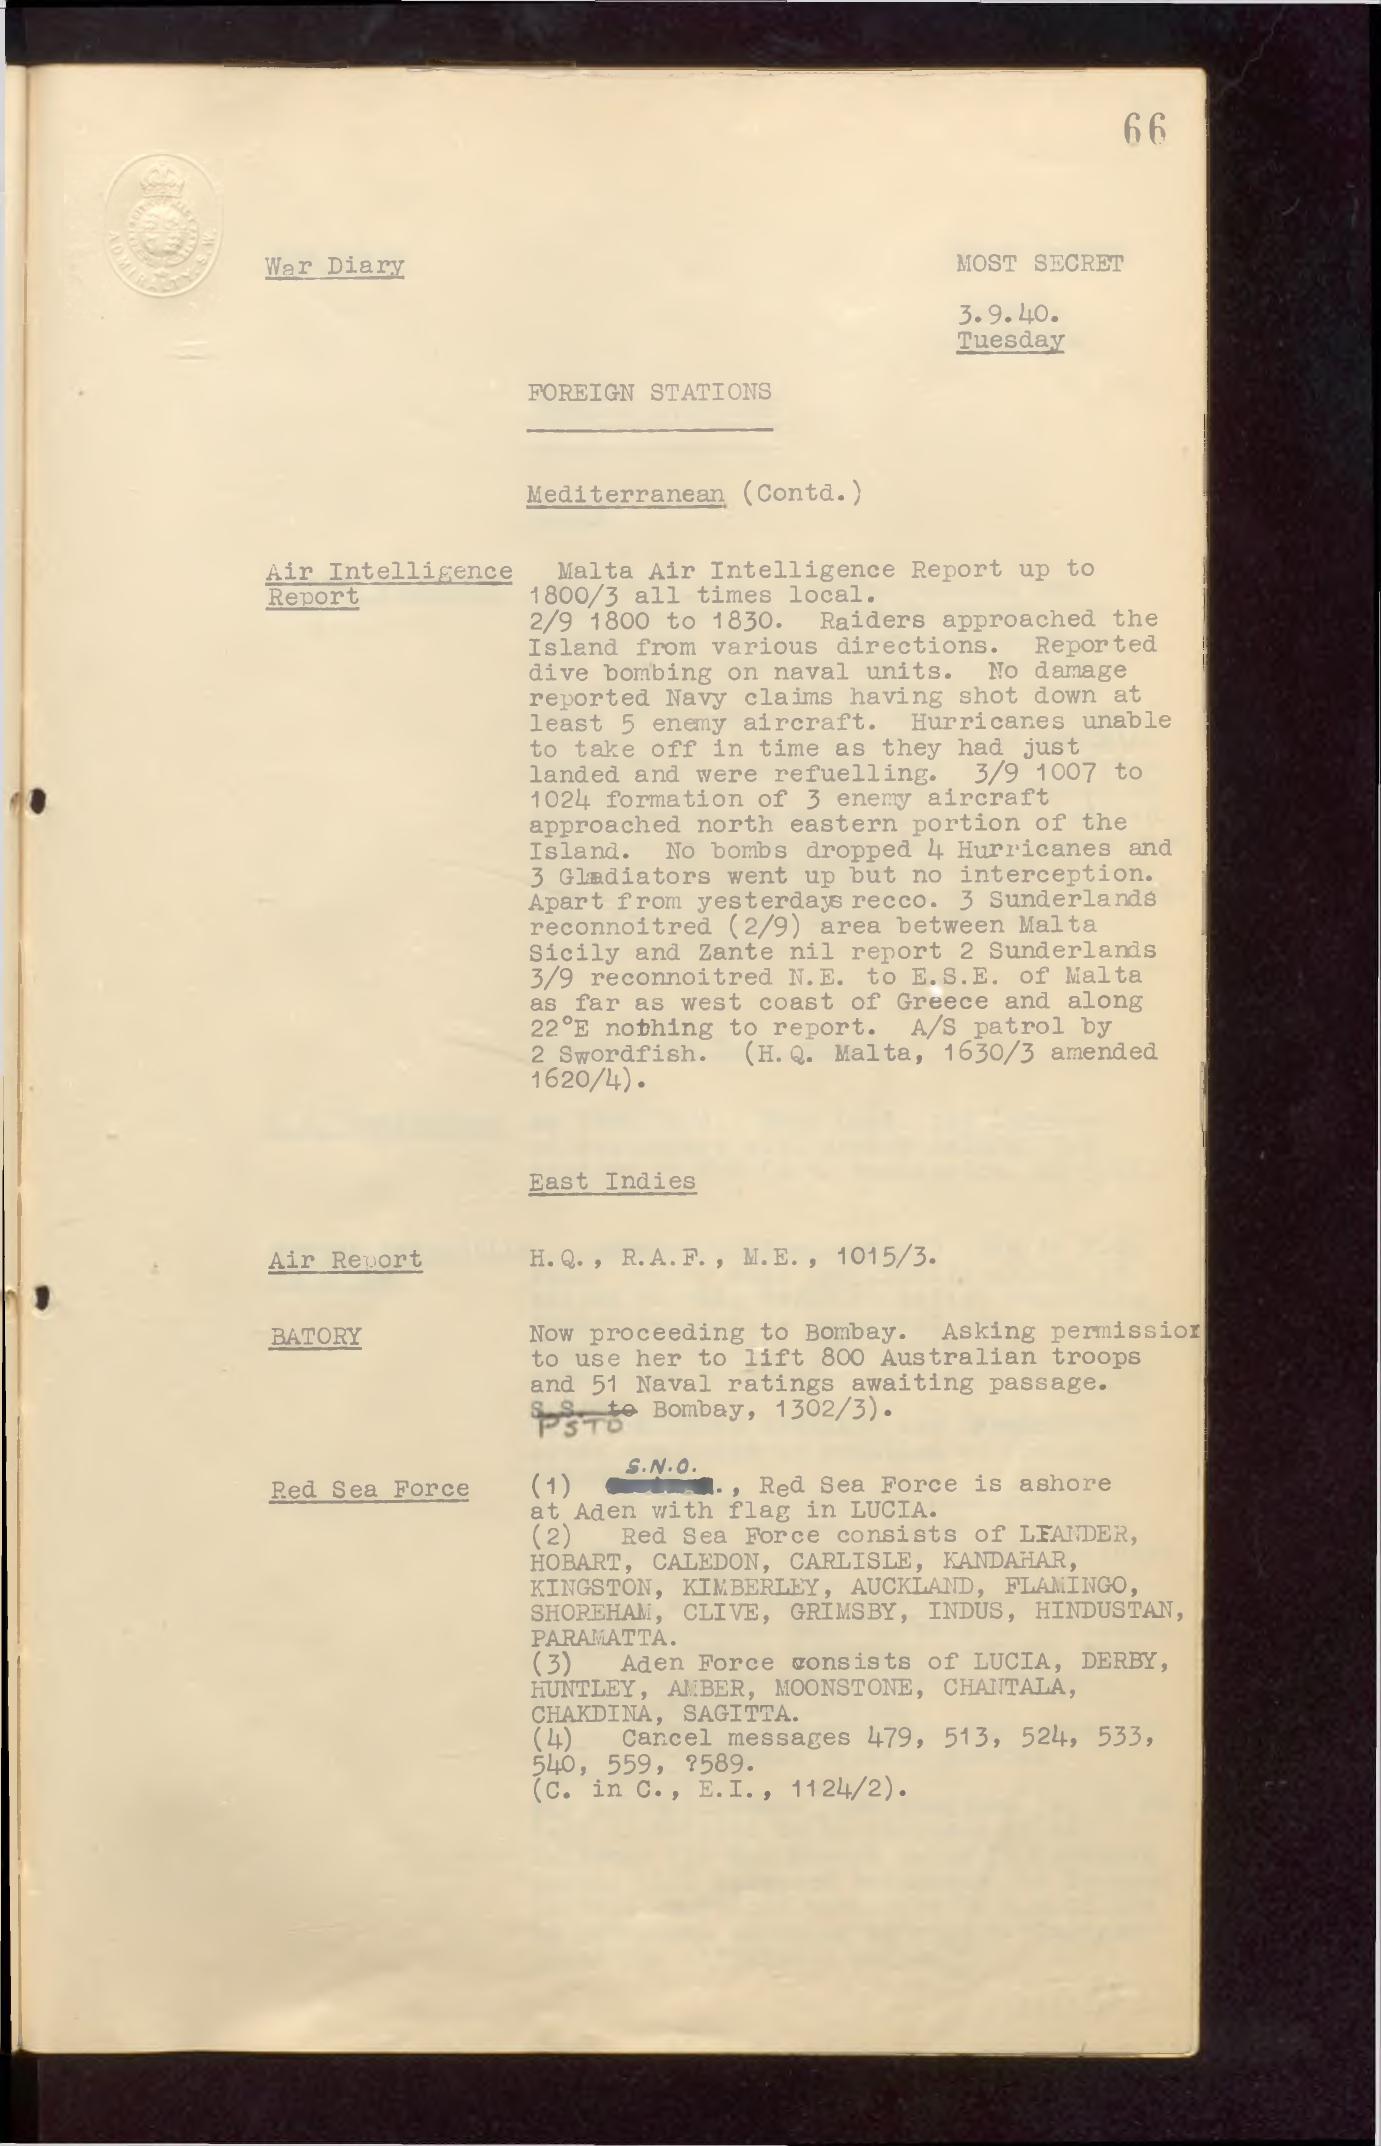 66
ADMIRALTY. S.W.
War Diary
MOST SECRET
3.9.40.
Tuesday
FOREIGN STATIONS
Mediterranean (Contd.)
Air Intelligence
Report
Malta Air Intelligence Report up to
1800/3 all times local.
2/9 1800 to 1830. Raiders approached the
Island from various directions. Reported
dive bombing on naval units. No damage
reported Navy claims having shot down at
least 5 enemy aircraft. Hurricanes unable
to take off in time as they had just
landed and were refuelling. 3/9 1007 to
1024 formation of 3 enemy aircraft
approached north eastern portion of the
Island. No bombs dropped 4 Hurricanes and
3 Gladiators went up but no interception.
Apart from yesterdays recco. 3 Sunderlands
reconnoitred (2/9) area between Malta
Sicily and Zante nil report 2 Sunderlands
3/9 reconnoitred N.E. to E.S.E. of Malta
as far as west coast of Greece and along
22°E nothing to report. A/S patrol by
2 Swordfish. (H.Q. Malta, 1630/3 amended
1620/4).
East Indies
Air Report
H.Q., R.A.F., M.E., 1015/3.
BATORY
Now proceeding to Bombay. Asking permission
to use her to lift 800 Australian troops
and 51 Naval ratings awaiting passage.
S.S. to Bombay, 1302/3).
PSTO
Red Sea Force
S.N.O.
(1) ., Red Sea Force is ashore
at Aden with flag in LUCIA.
(2) Red Sea Force consists of LEANDER,
HOBART, CALEDON, CARLISLE, KANDAHAR,
KINGSTON, KIMBERLEY, AUCKLAND, FLAMINGO,
SHOREHAM, CLIVE, GRIMSBY, INDUS, HINDUSTAN,
PARAMATTA.
(3) Aden Force consists of LUCIA, DERBY,
HUNTLEY, AMBER, MOONSTONE, CHANTALA,
CHAKDINA, SAGITTA.
(4) Cancel messages 479, 513, 524, 533,
540, 559, ?589.
(C. in C., E.I., 1124/2).